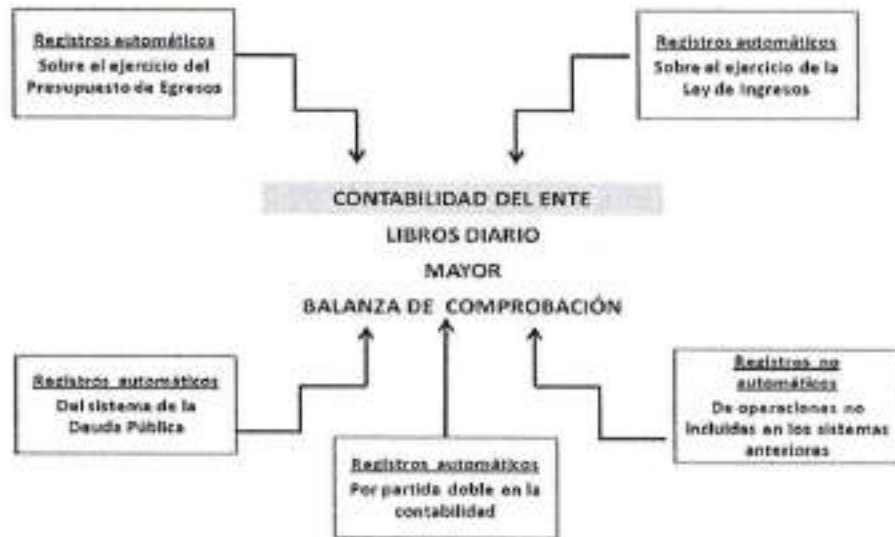 Registros automáticos
Sobre el ejercicio del
Presupuesto de Egresos
Registros automáticos
Sobre el ejercicio de la
Ley de Ingresos
CONTABILIDAD DEL ENTE
LIBROS DIARIO
MAYOR
BALANZA DE COMPROBACIÓN
Registros automáticos
Del sistema de la
Deuda Pública
Registros automáticos
Por partida doble en la
contabilidad
Registros no
automáticos
De operaciones no
incluidas en los sistemas
anteriores